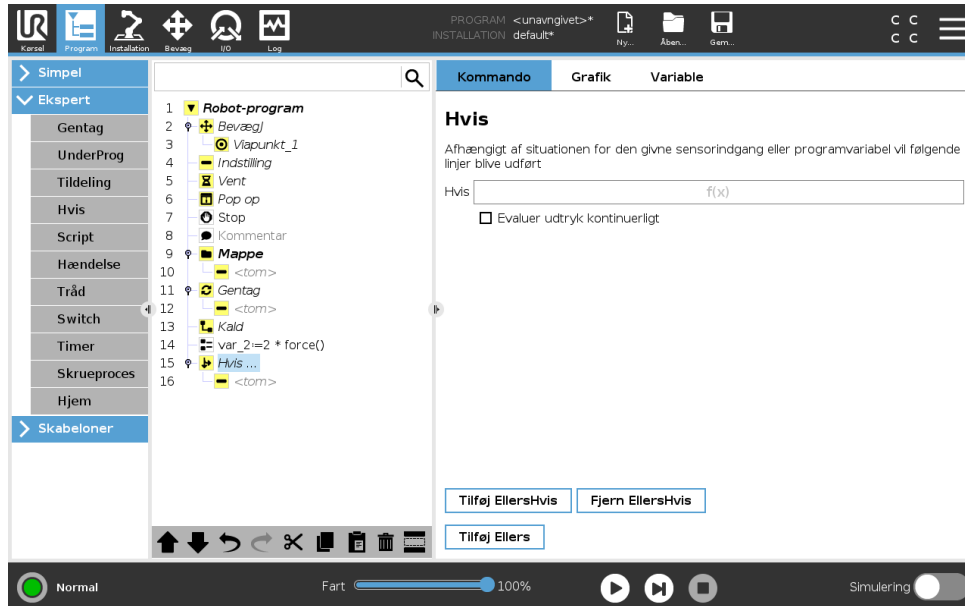 PROGRAM <unavngivet>*
INSTALLATION default*
Kørsel
Program
Installation
Bevæg
I/O
Log
Ny...
Åben...
Gem...
C C
C C
Simpel
Ekspert
Gentag
UnderProg
Tildeling
Hvis
Script
Hændelse
Tråd
Switch
Timer
Skrueproces
Hjem
Skabeloner
1 Robot-program
2 BevægJ
3 Viapunkt_1
4 Indstilling
5 Vent
6 Pop op
7 Stop
8 Kommentar
9 Mappe
10 <tom>
11 Gentag
12 <tom>
13 Kald
14 var_2:=2 * force()
15 Hvis ...
16 <tom>
Kommando Grafik Variable
Hvis
Afhængigt af situationen for den givne sensorindgang eller programvariabel vil følgende
linjer blive udført
Hvis f(x)
Evaluer udtryk kontinuerligt
Tilføj EllersHvis Fjern EllersHvis
Tilføj Ellers
Normal
Fart 100%
Simulering